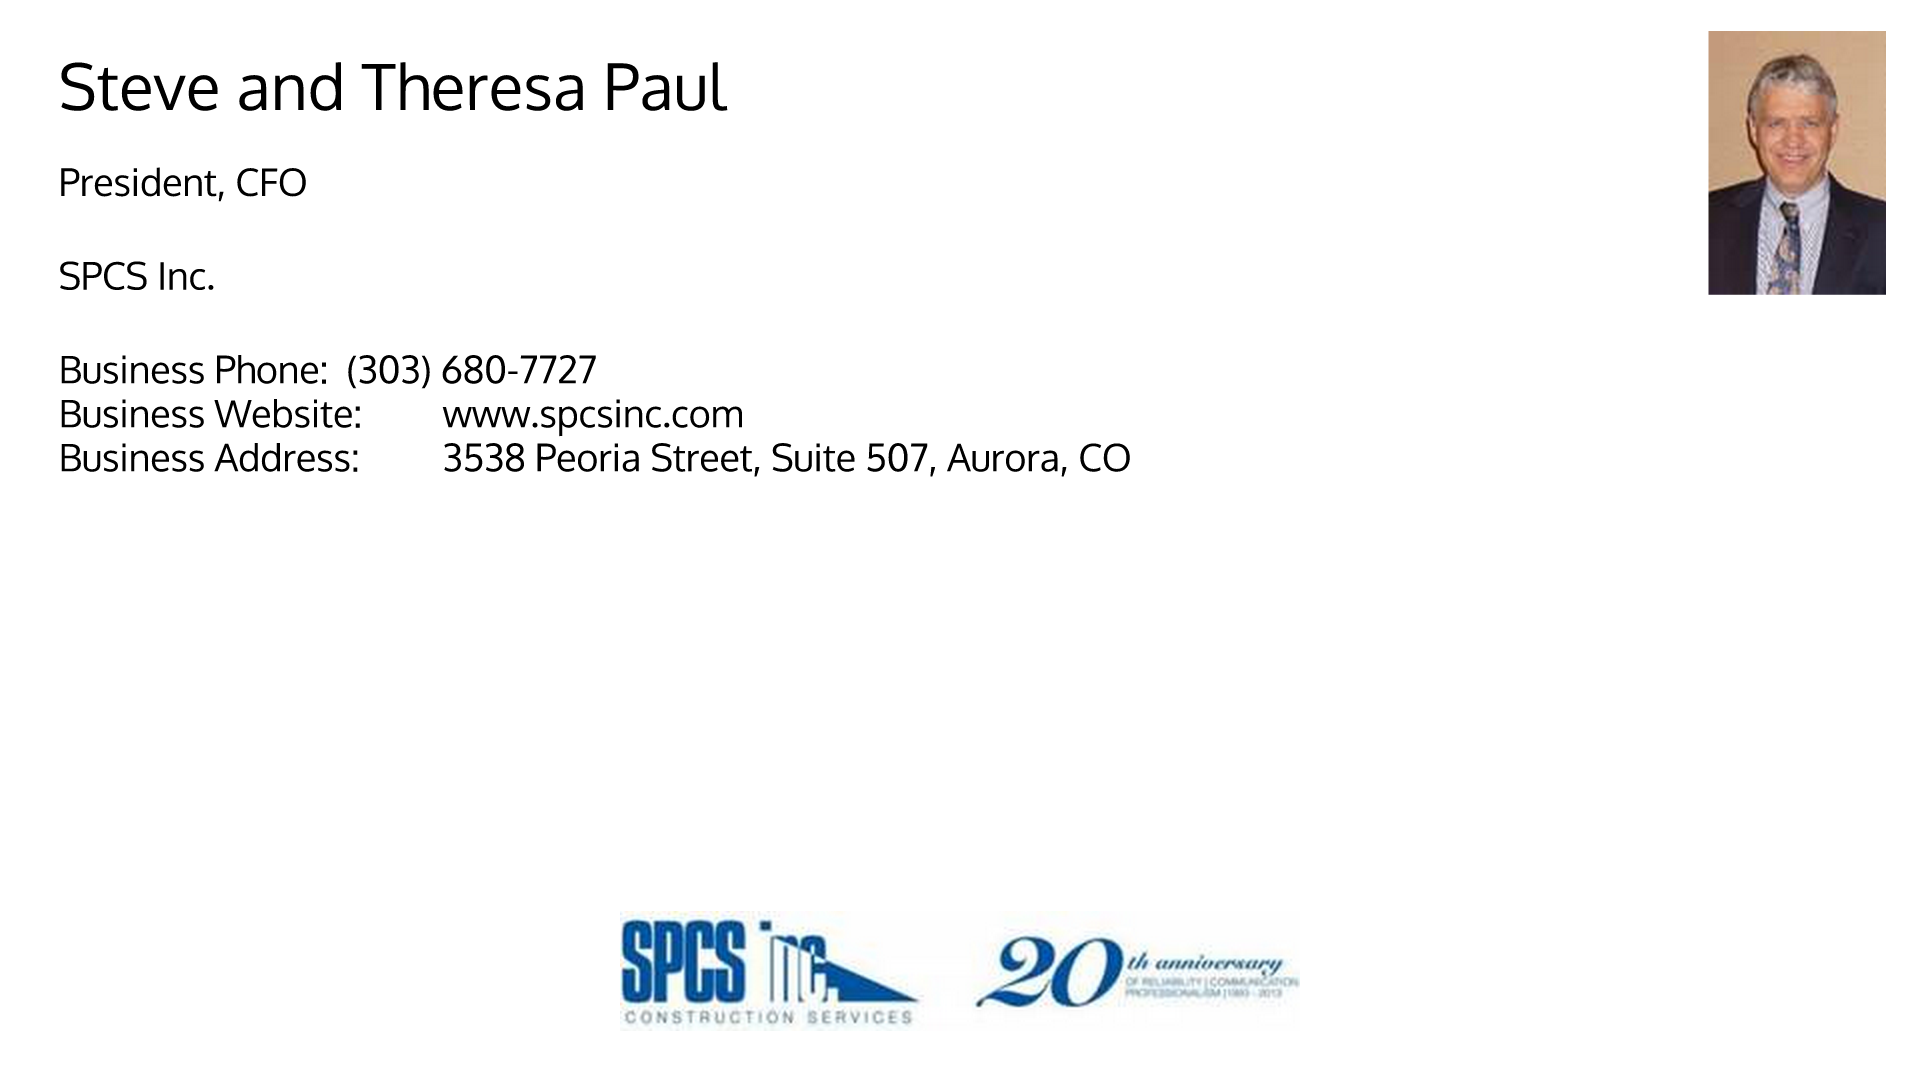 Steve and Theresa Paul
President, CFO
SPCS Inc.
Business Phone: (303) 680-7727
Business Website: www.spcsinc.com
Business Address: 3538 Peoria Street, Suite 507, Aurora, CO
SPCS inc.
CONSTRUCTION SERVICES
20th anniversary
OF RELIABILITY | COMMUNICATION
PROFESSIONALISM | 1993 - 2013